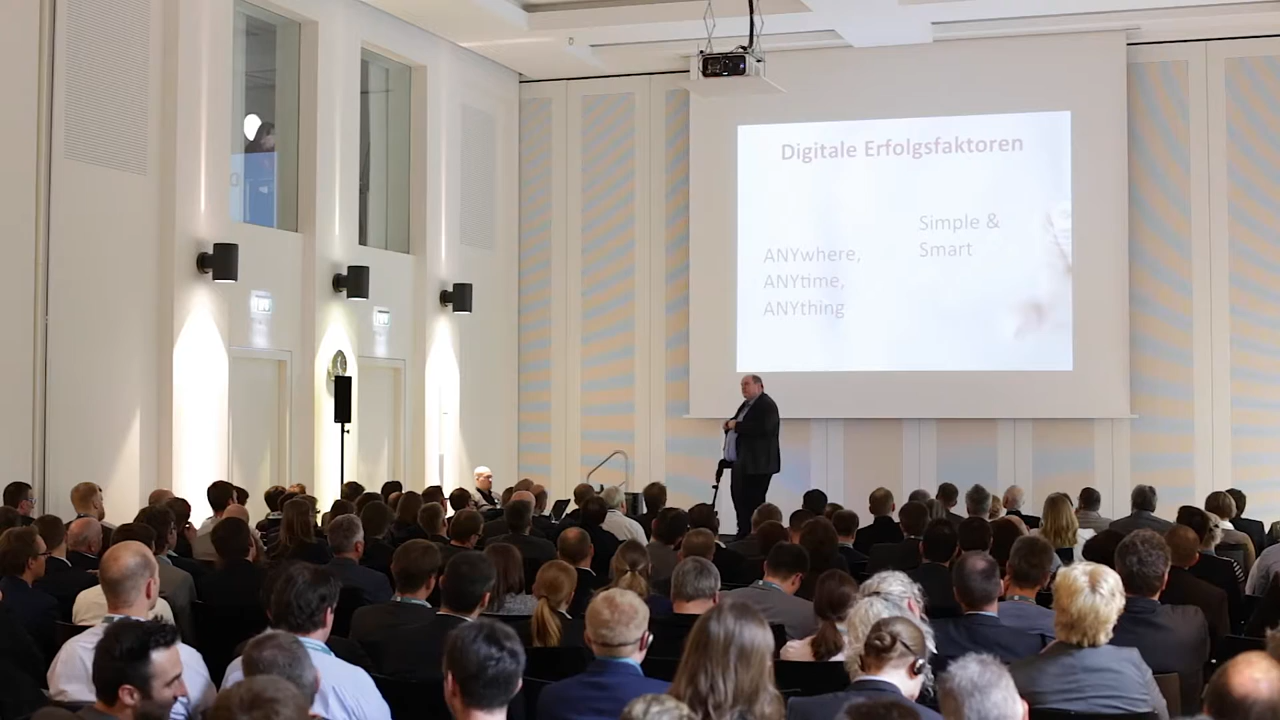 Digitale Erfolgsfaktoren
Simple &
Smart
ANYwhere,
ANYtime,
ANYthing